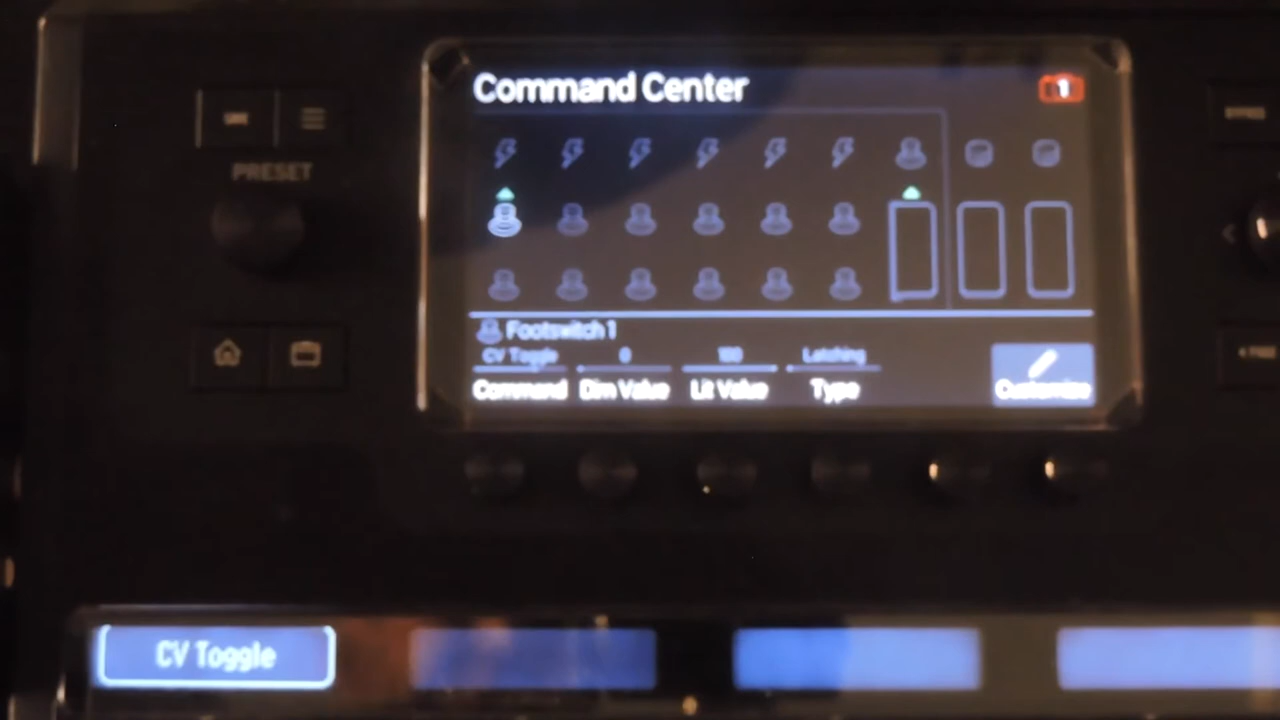 Command Center
1
PRESET
Footswitch 1
CV Toggle 0 100 Latching
Command Dim Value Lit Value Type Customize
CV Toggle